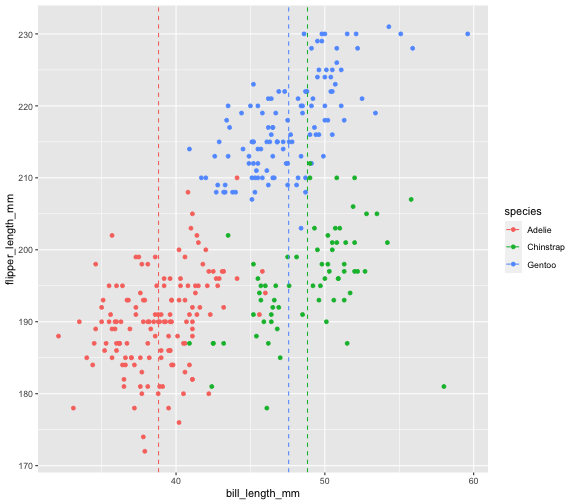 230
220
210
200
190
180
170
flipper_length_mm
40
50
60
bill_length_mm
species
Adelie
Chinstrap
Gentoo